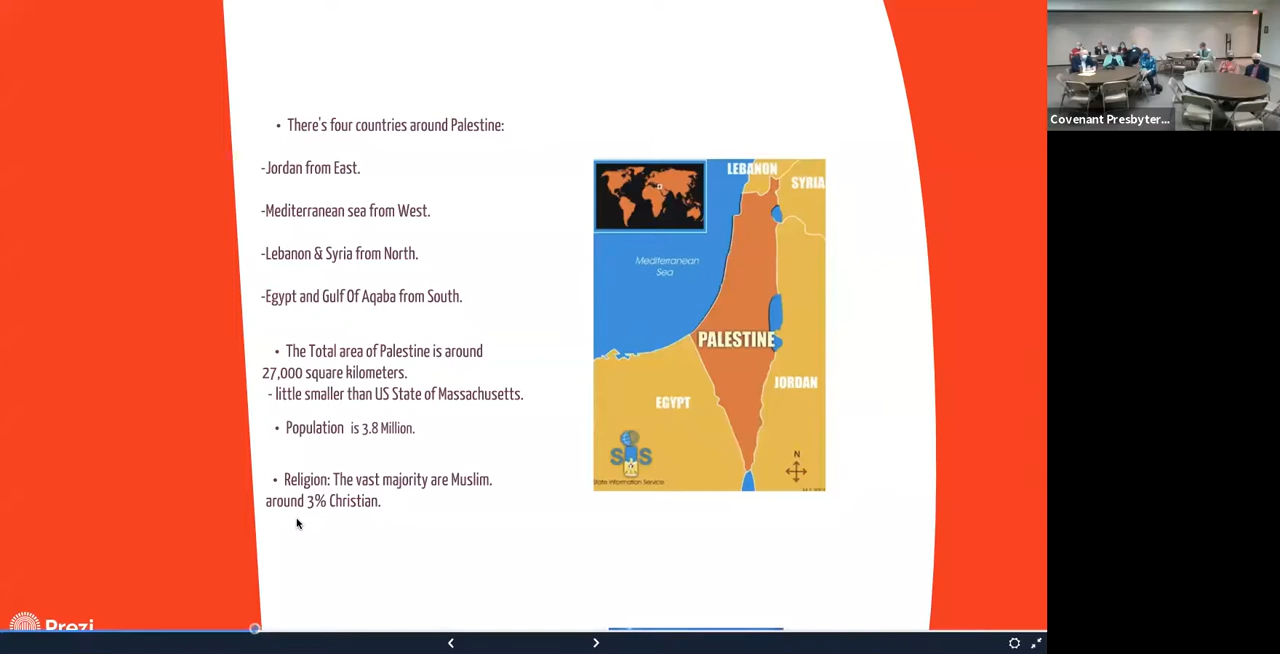 • There's four countries around Palestine:
-Jordan from East.
-Mediterranean sea from West.
-Lebanon & Syria from North.
-Egypt and Gulf Of Aqaba from South.
• The Total area of Palestine is around
27,000 square kilometers.
- little smaller than US State of Massachusetts.
• Population is 3.8 Million.
• Religion: The vast majority are Muslim.
around 3% Christian.
LEBANON
SYRIA
Mediterranean
Sea
PALESTINE
JORDAN
EGYPT
N
SIS
State Information Service
Prezi
Covenant Presbyter...